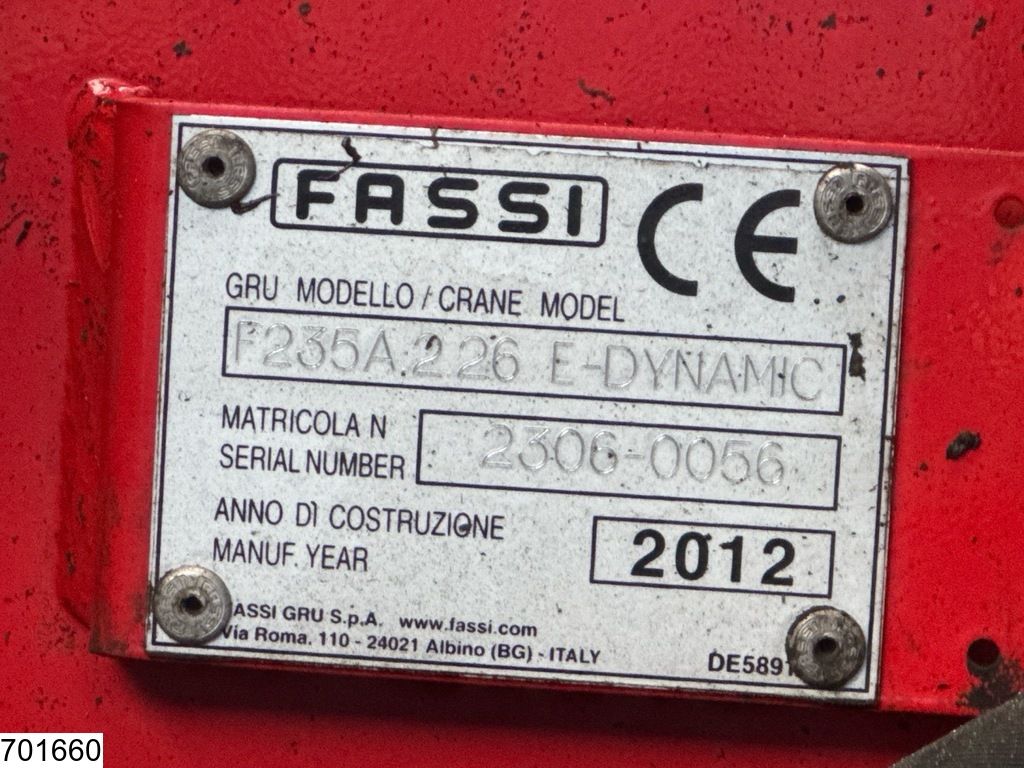 FASSI CE
GRU MODELLO / CRANE MODEL
F235A.2.26 E-DYNAMIC
MATRICOLA N
SERIAL NUMBER
2306-0056
ANNO DI COSTRUZIONE
MANUF. YEAR
2012
FASSI GRU S.p.A. www.fassi.com
Via Roma. 110 - 24021 Albino (BG) - ITALY
701660